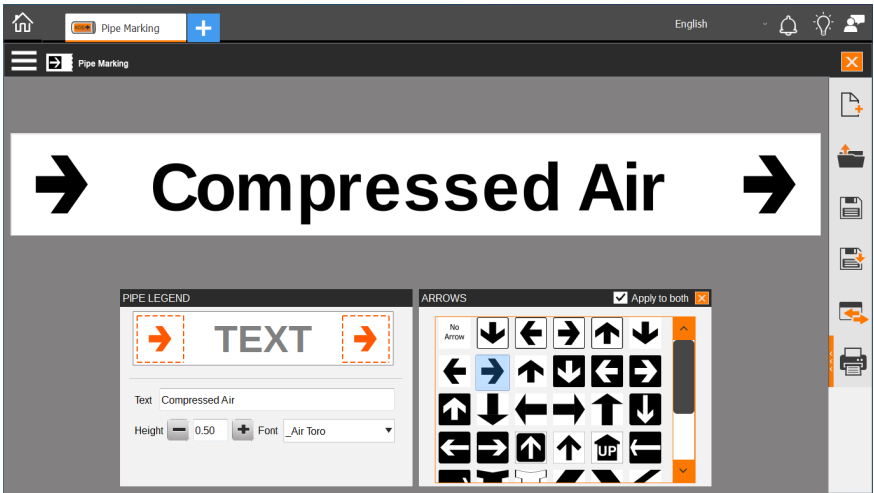 Pipe Marking
English
Pipe Marking
Compressed Air
PIPE LEGEND
TEXT
Text Compressed Air
Height 0.50 Font _Air Toro
ARROWS Apply to both
No
Arrow
UP